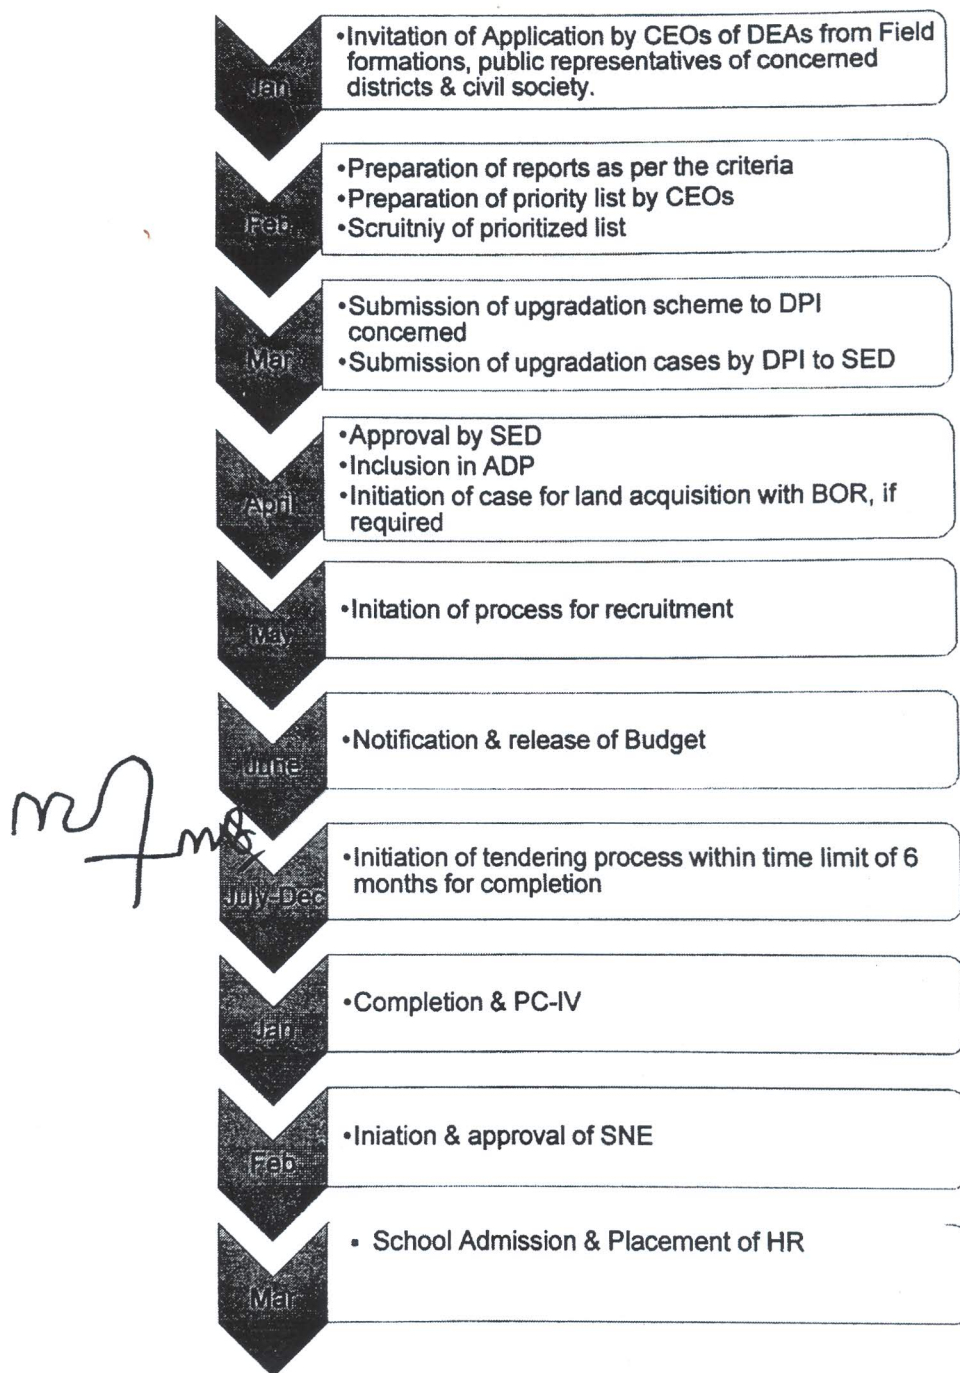 Jan
•Invitation of Application by CEOs of DEAs from Field
formations, public representatives of concerned
districts & civil society.
Feb
•Preparation of reports as per the criteria
•Preparation of priority list by CEOs
•Scruitniy of prioritized list
Mar
•Submission of upgradation scheme to DPI
concerned
•Submission of upgradation cases by DPI to SED
April
•Approval by SED
•Inclusion in ADP
•Initiation of case for land acquisition with BOR, if
required
May
•Initation of process for recruitment
June
•Notification & release of Budget
July-Dec
•Initiation of tendering process within time limit of 6
months for completion
Jan
•Completion & PC-IV
Feb
•Iniation & approval of SNE
Mar
▪ School Admission & Placement of HR